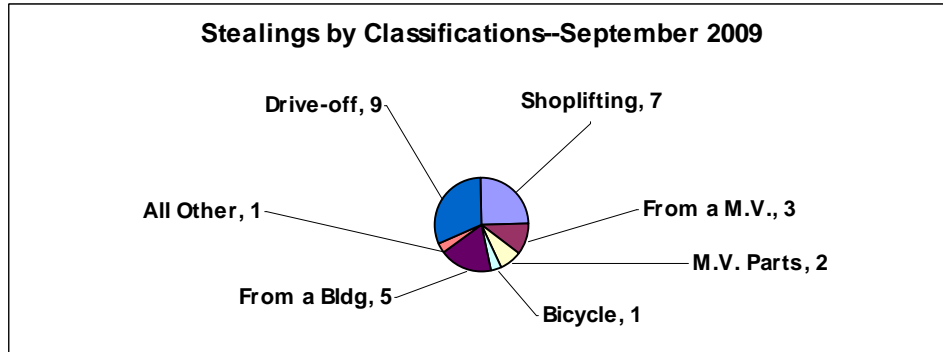 Stealings by Classifications--September 2009
Drive-off, 9
Shoplifting, 7
All Other, 1
From a M.V., 3
M.V. Parts, 2
From a Bldg, 5
Bicycle, 1